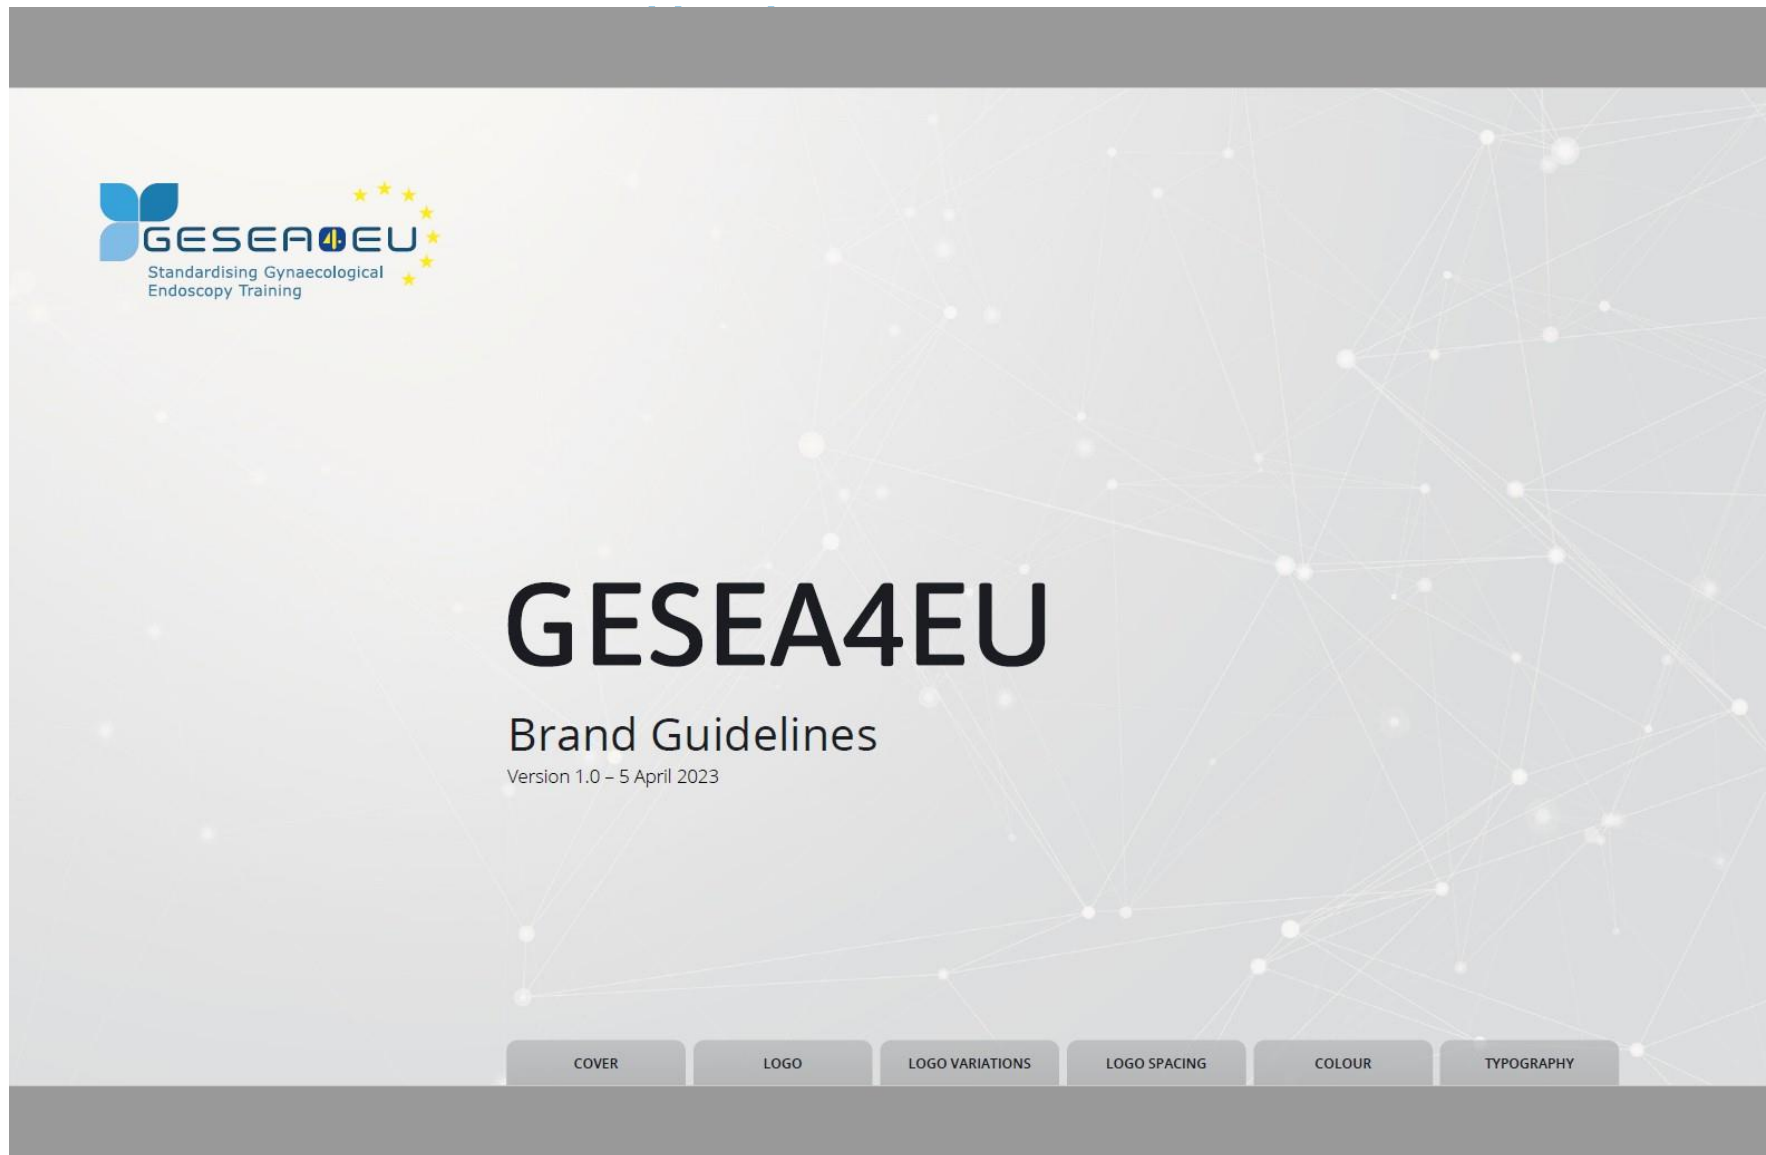 GESEA4EU
Standardising Gynaecological
Endoscopy Training
GESEA4EU
Brand Guidelines
Version 1.0 – 5 April 2023
COVER
LOGO
LOGO VARIATIONS
LOGO SPACING
COLOUR
TYPOGRAPHY